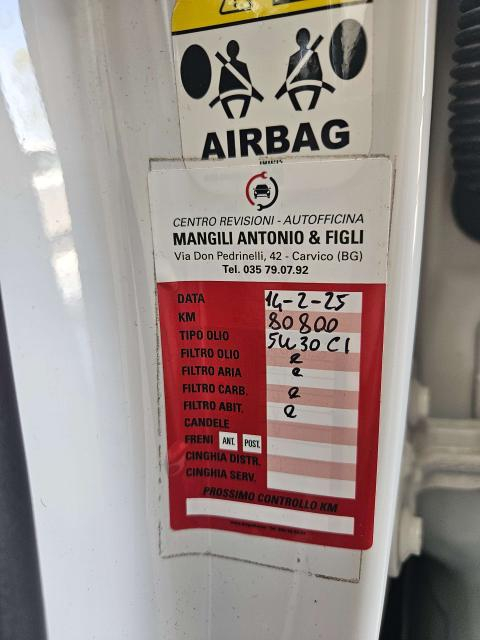 AIRBAG
CENTRO REVISIONI - AUTOFFICINA
MANGILI ANTONIO & FIGLI
Via Don Pedrinelli, 42 - Carvico (BG)
Tel. 035 79.07.92
DATA 14-2-25
KM 80800
TIPO OLIO 5W30 C1
FILTRO OLIO
FILTRO ARIA
FILTRO CARB.
FILTRO ABIT.
CANDELE
FRENI ANT. POST.
CINGHIA DISTR.
CINGHIA SERV.
PROSSIMO CONTROLLO KM